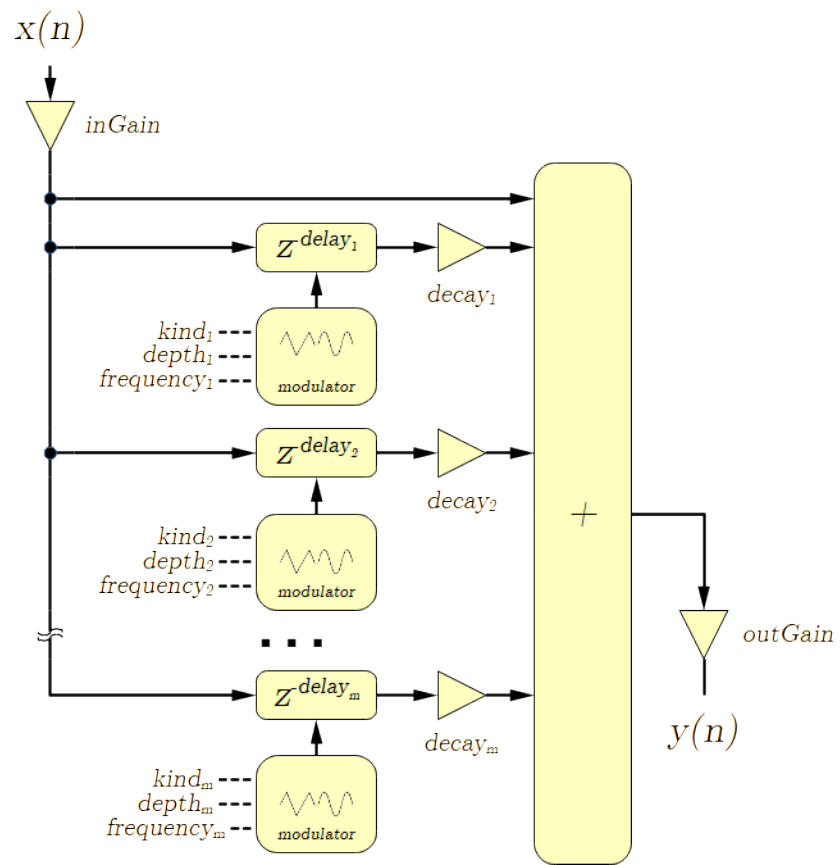 x(n)
inGain
z-delay₁
decay₁
kind₁
depth₁
frequency₁
modulator
z-delay₂
decay₂
kind₂
depth₂
frequency₂
modulator
+
outGain
...
z-delayₘ
decayₘ
y(n)
kindₘ
depthₘ
frequencyₘ
modulator